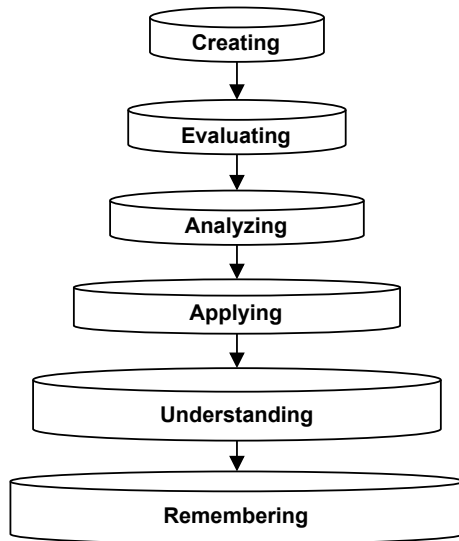 Creating
Evaluating
Analyzing
Applying
Understanding
Remembering